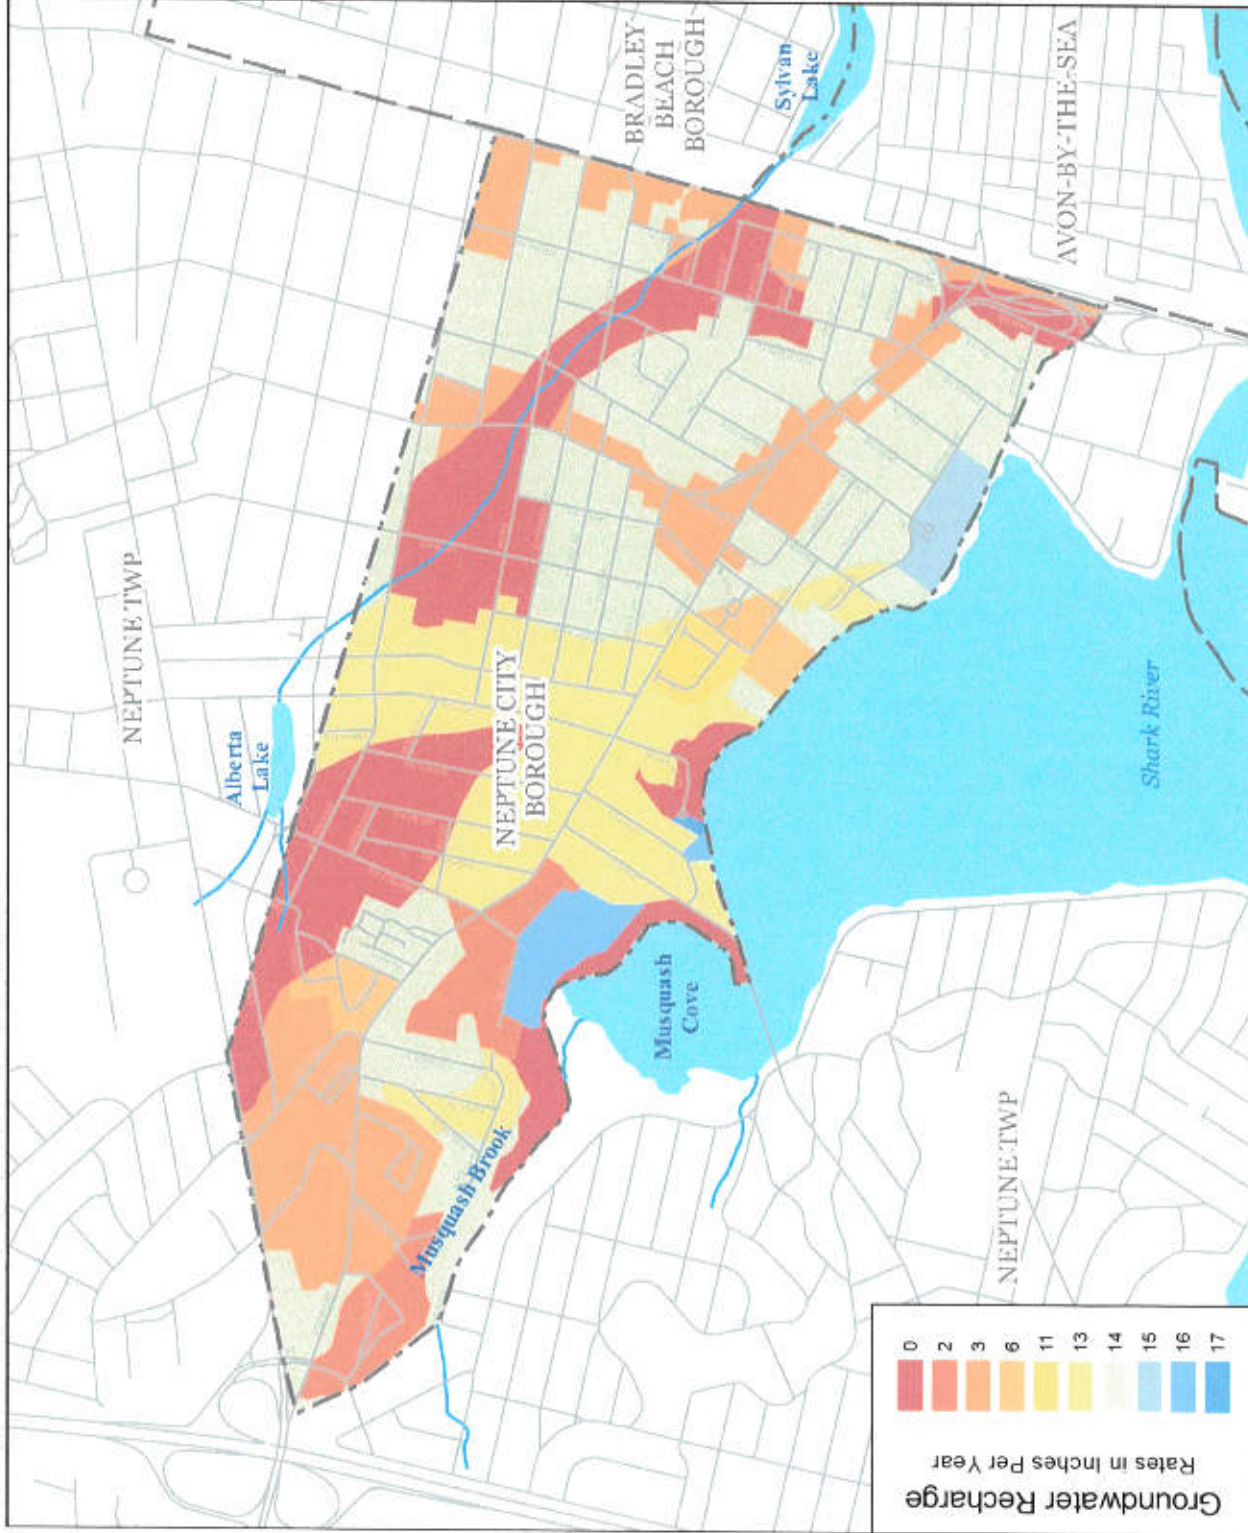 NEPTUNE TWP
Alberta
Lake
BRADLEY
BEACH
BOROUGH
Sylvan
Lake
AVON-BY-THE-SEA
NEPTUNE CITY
BOROUGH
Musquash Brook
Musquash
Cove
Shark River
NEPTUNE TWP
Groundwater Recharge
Rates in Inches Per Year
0
2
3
6
11
13
14
15
16
17